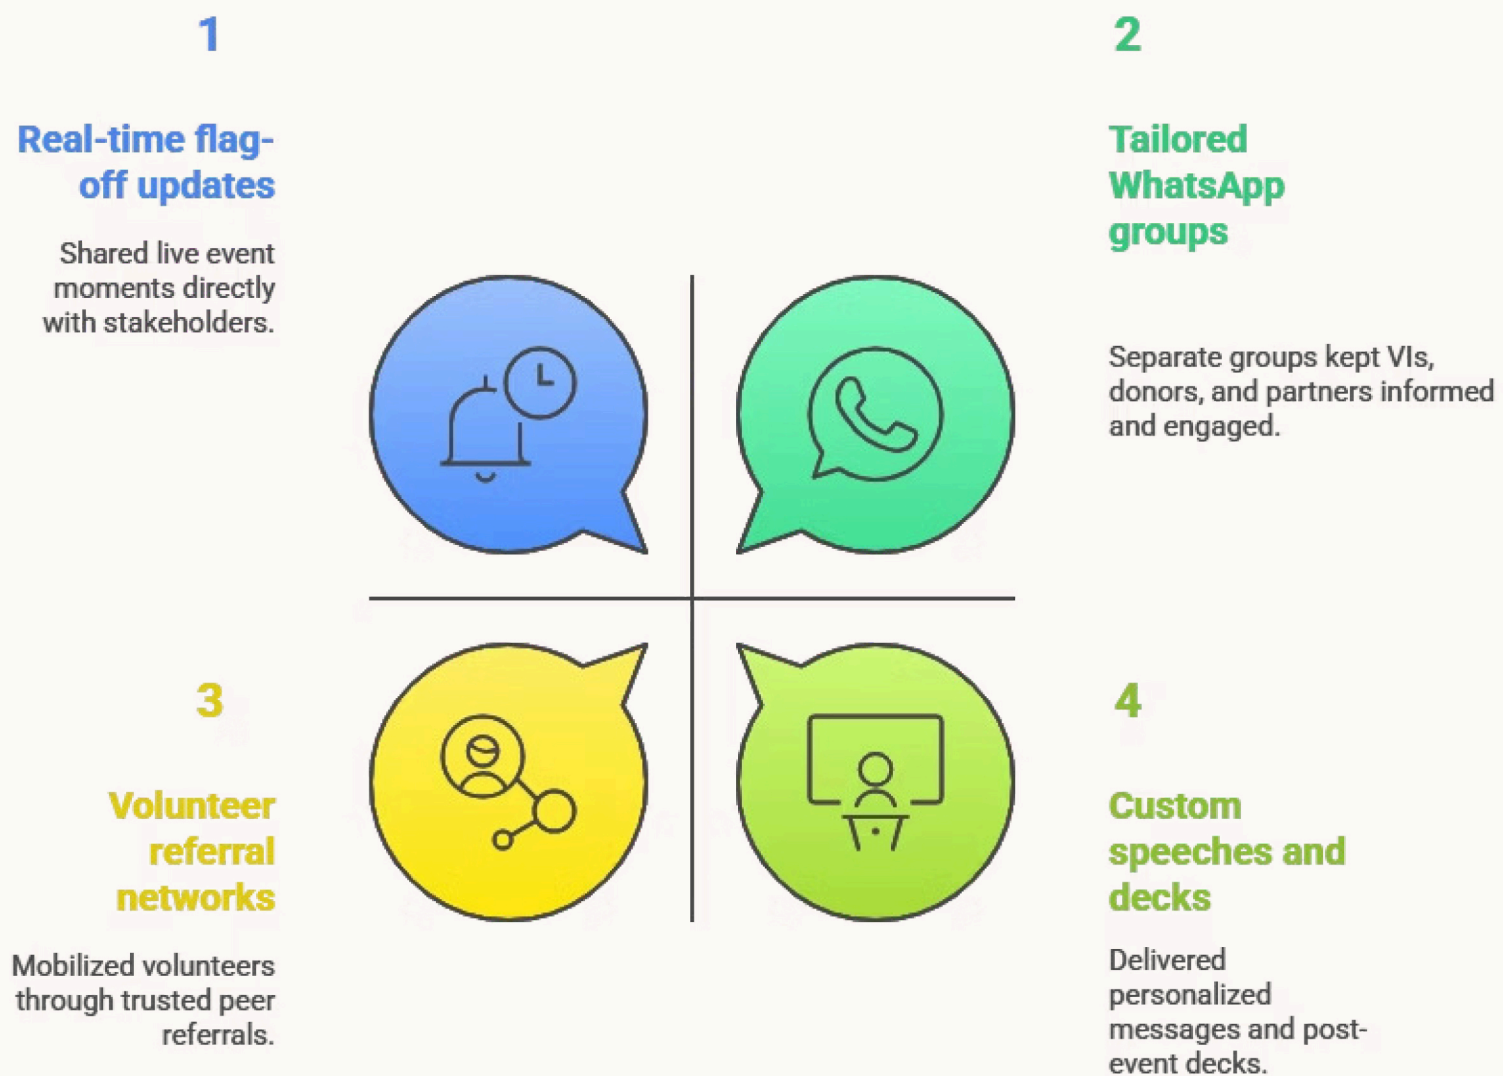 1
Real-time flag-
off updates
Shared live event
moments directly
with stakeholders.
2
Tailored
WhatsApp
groups
Separate groups kept VIs,
donors, and partners informed
and engaged.
3
Volunteer
referral
networks
Mobilized volunteers
through trusted peer
referrals.
4
Custom
speeches and
decks
Delivered
personalized
messages and post-
event decks.